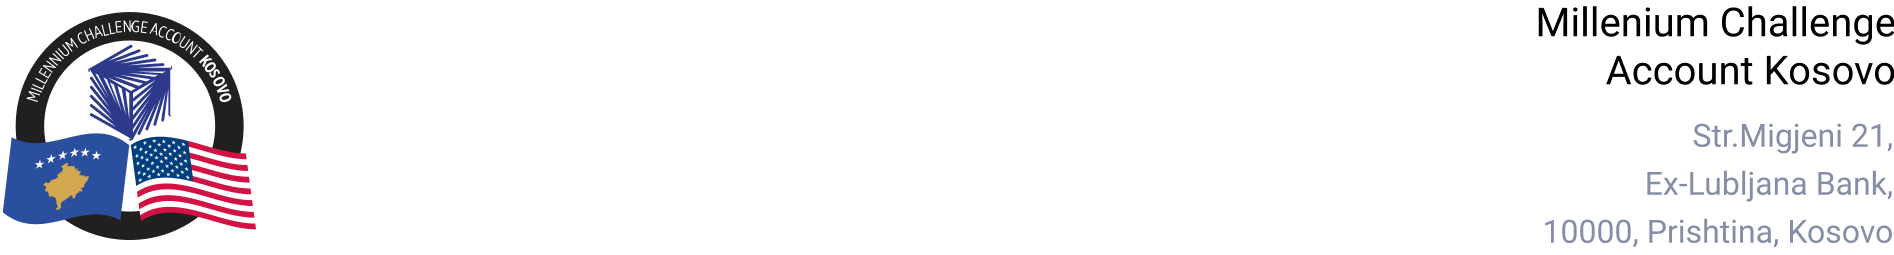 MILLENNIUM CHALLENGE ACCOUNT KOSOVO
Millenium Challenge
Account Kosovo
Str.Migjeni 21,
Ex-Lubljana Bank,
10000, Prishtina, Kosovo